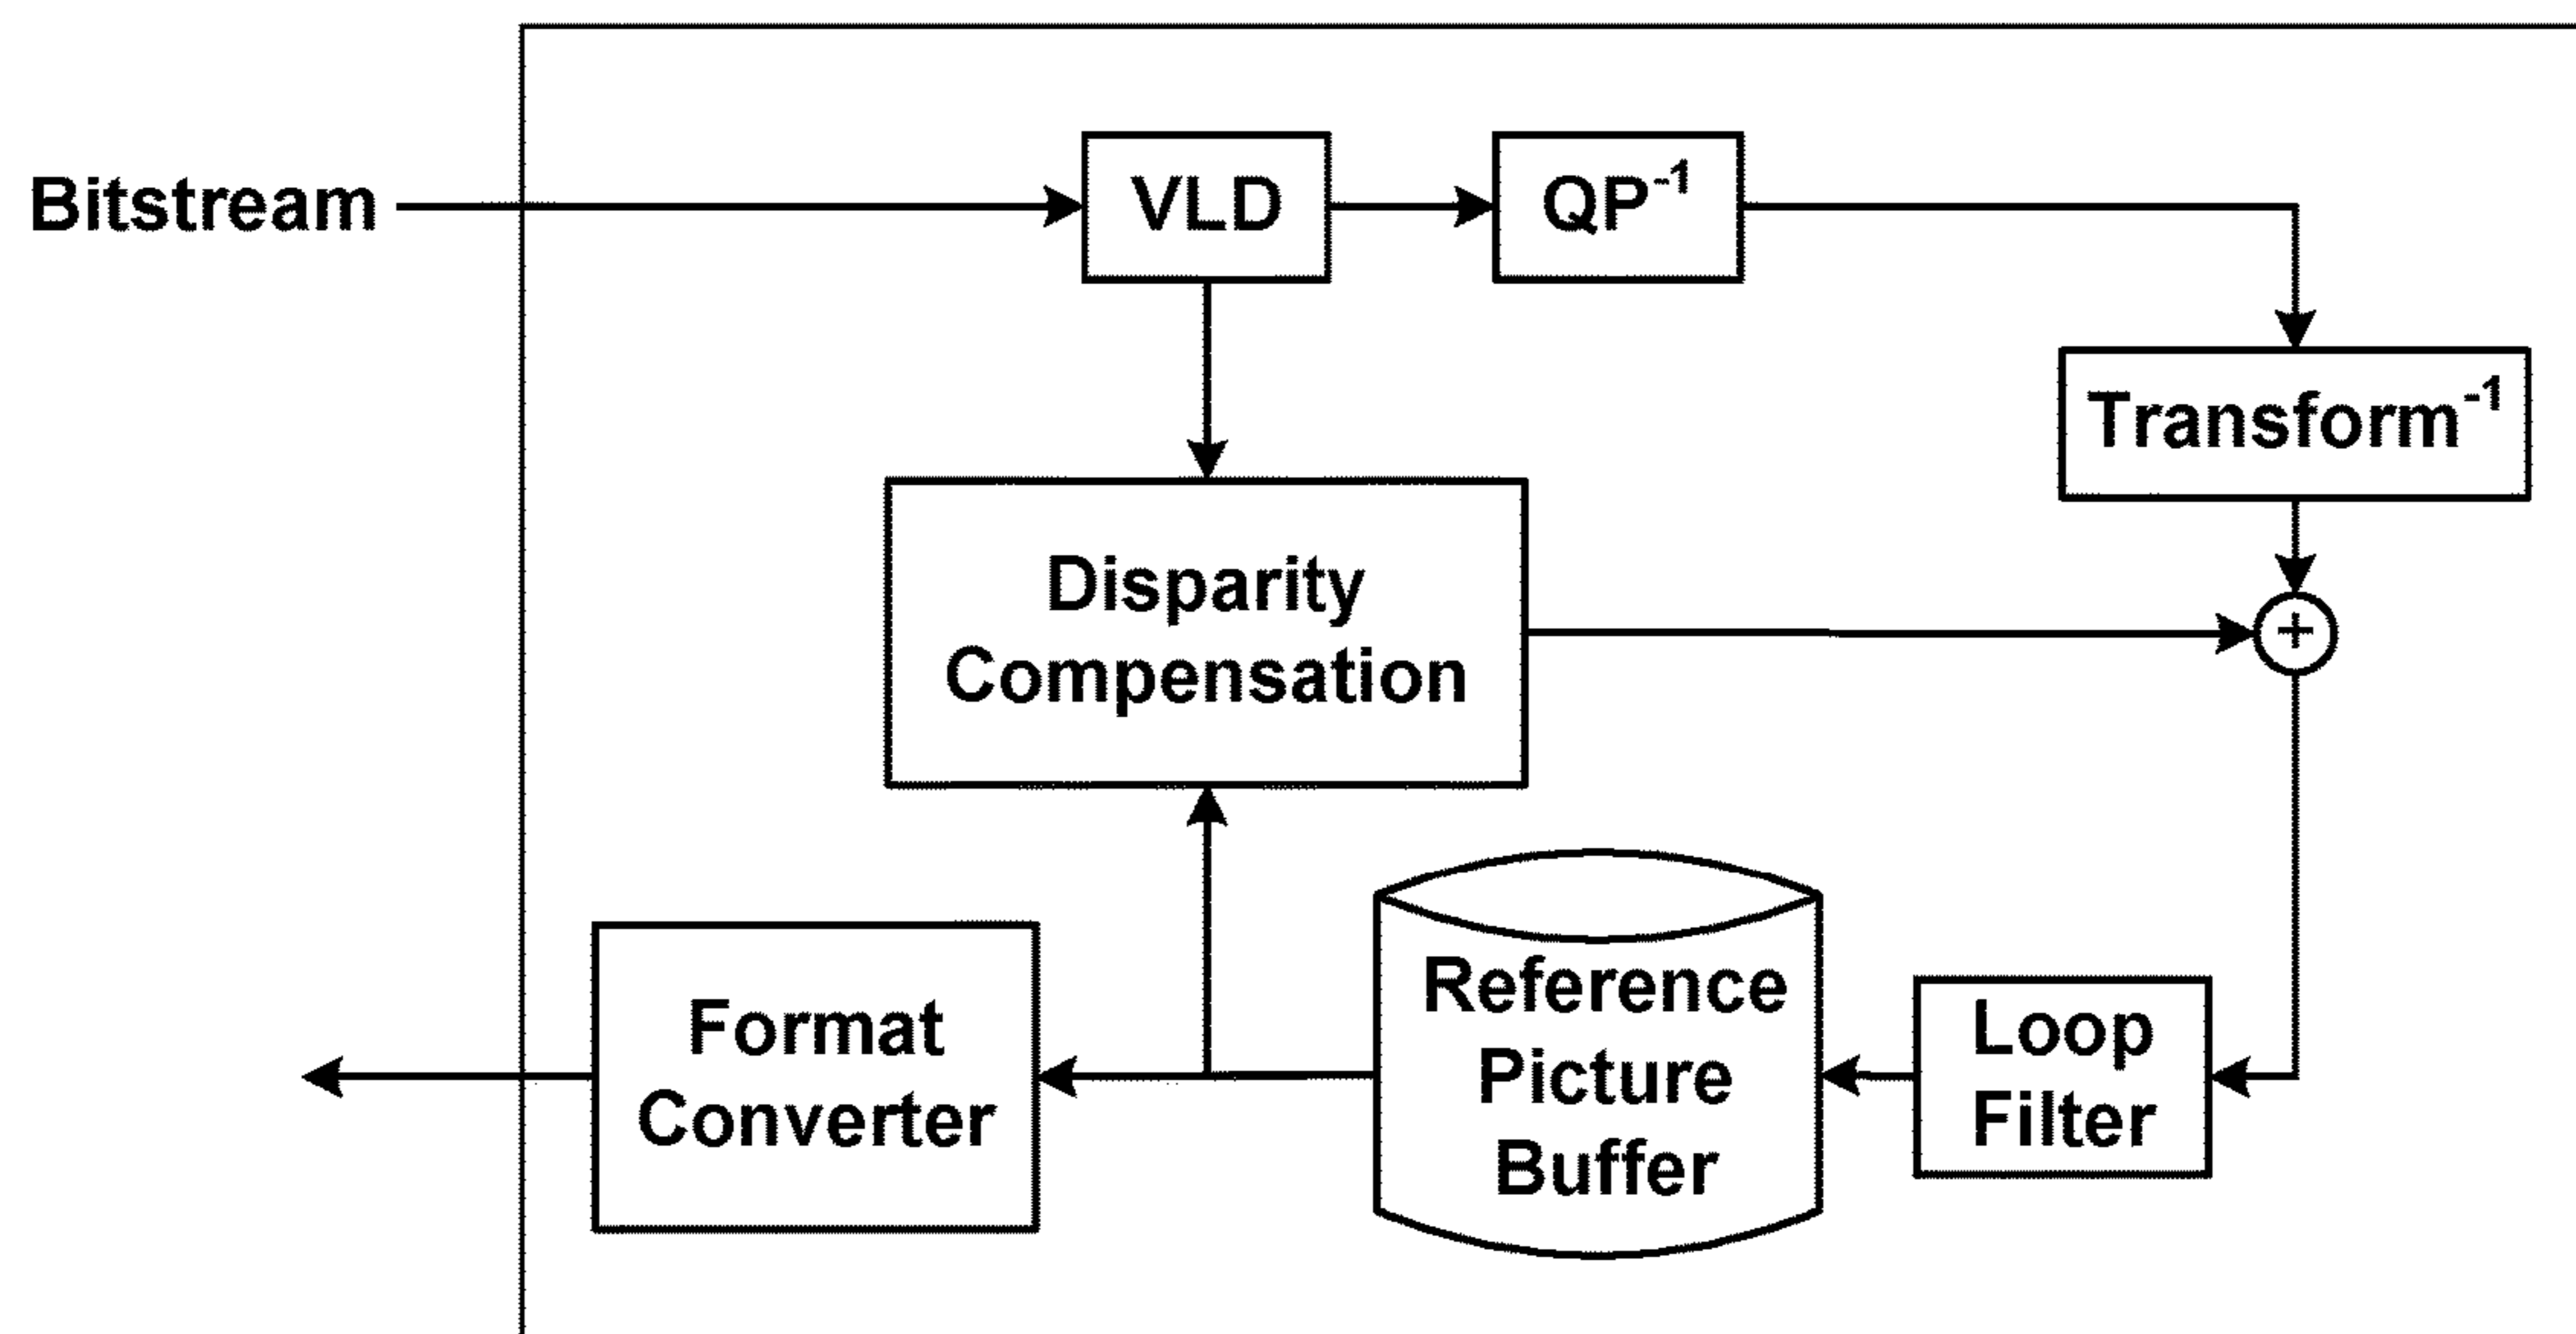 Bitstream
VLD
QP⁻¹
Transform⁻¹
Disparity
Compensation
+
Format
Converter
Reference
Picture
Buffer
Loop
Filter